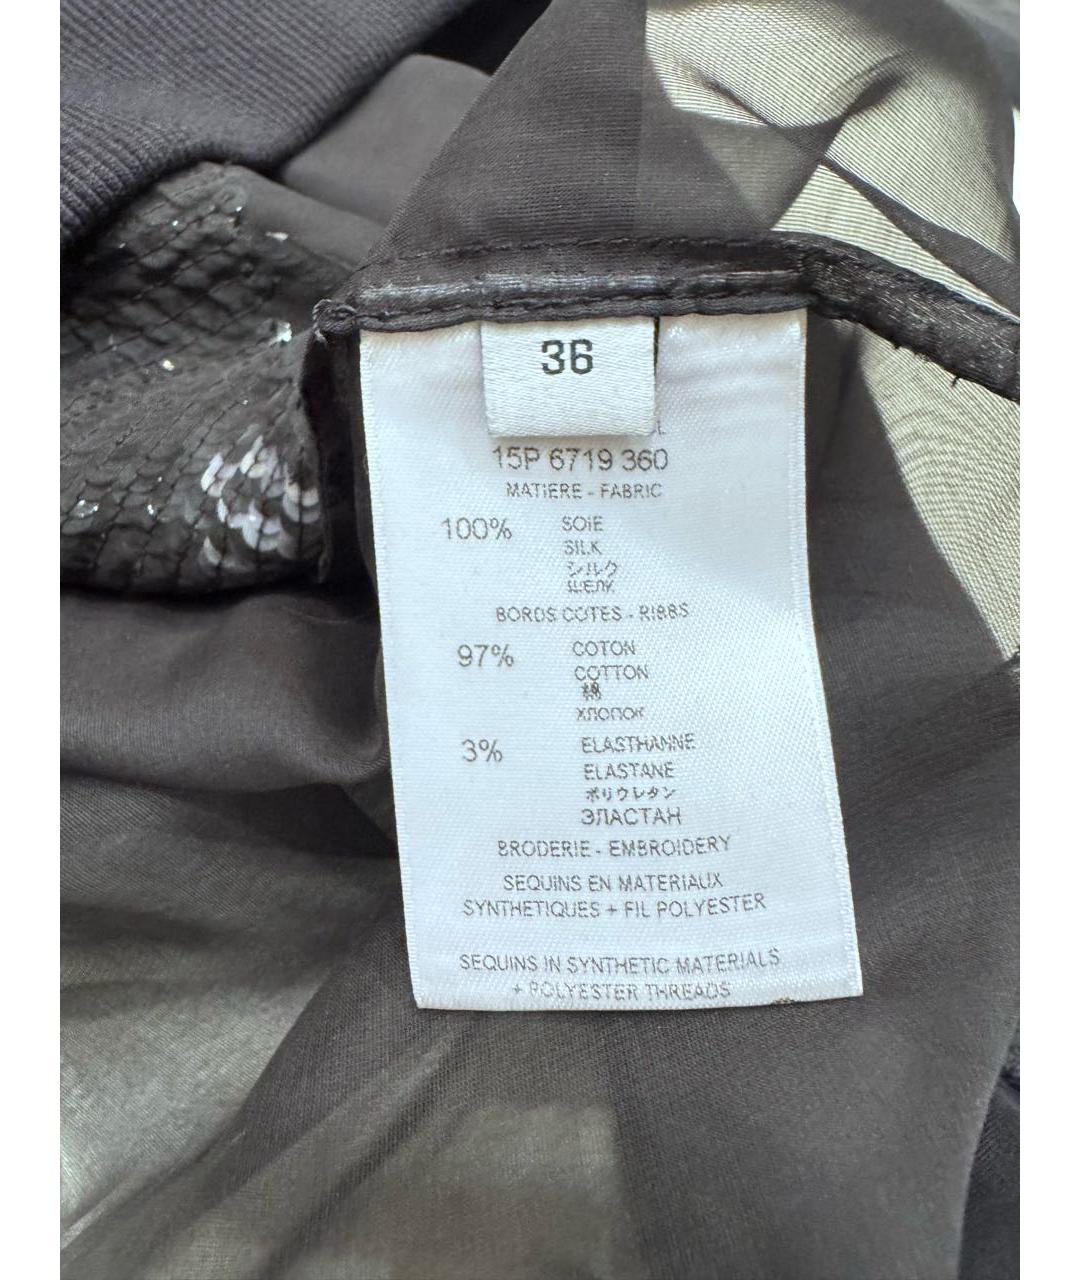 36
15P 6719 360
MATIERE - FABRIC
100% SOIE
SILK
シルク
ШЕЛК
BORDS COTES - RIBBS
97% COTON
COTTON
綿
ХЛОПОК
3% ELASTHANNE
ELASTANE
ポリウレタン
ЭЛАСТАН
BRODERIE - EMBROIDERY
SEQUINS EN MATERIAUX
SYNTHETIQUES + FIL POLYESTER
SEQUINS IN SYNTHETIC MATERIALS
+ POLYESTER THREADS